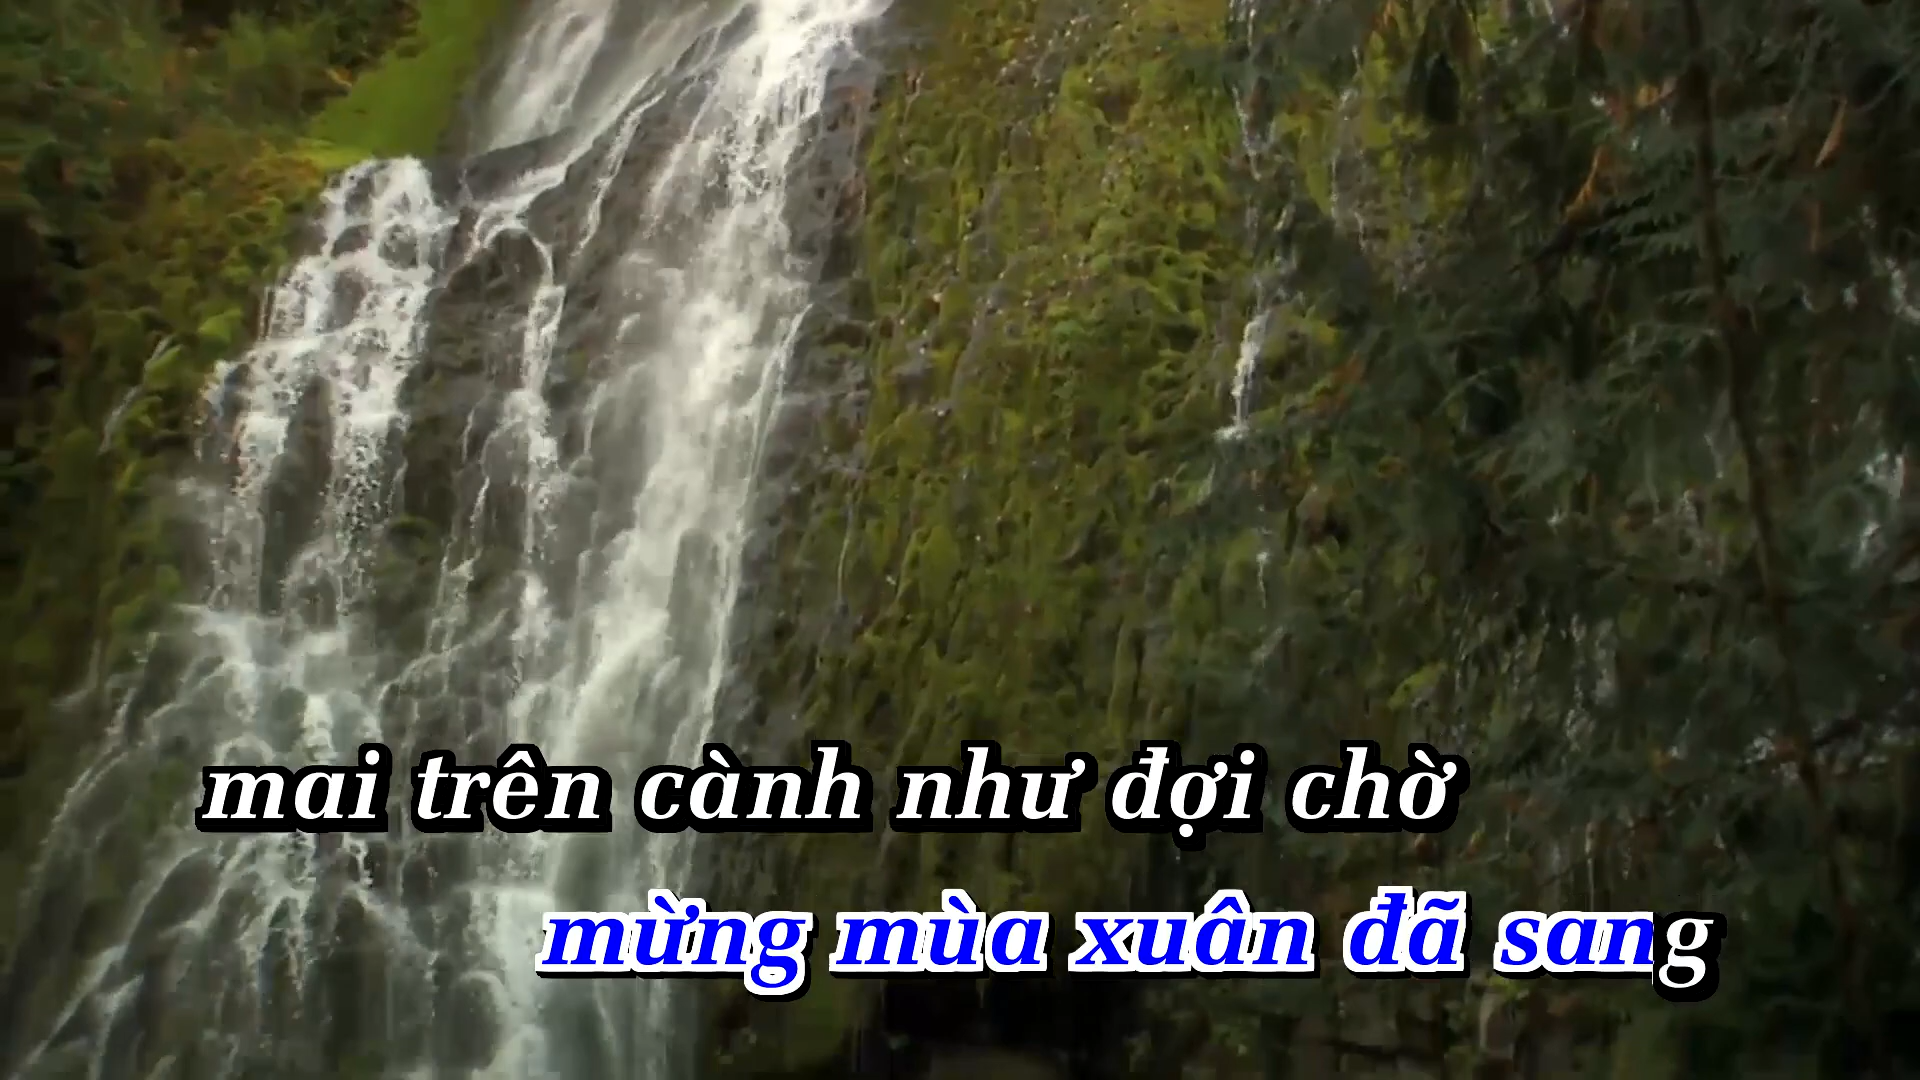 mai trên cành như đợi chờ
mừng mùa xuân đã sang